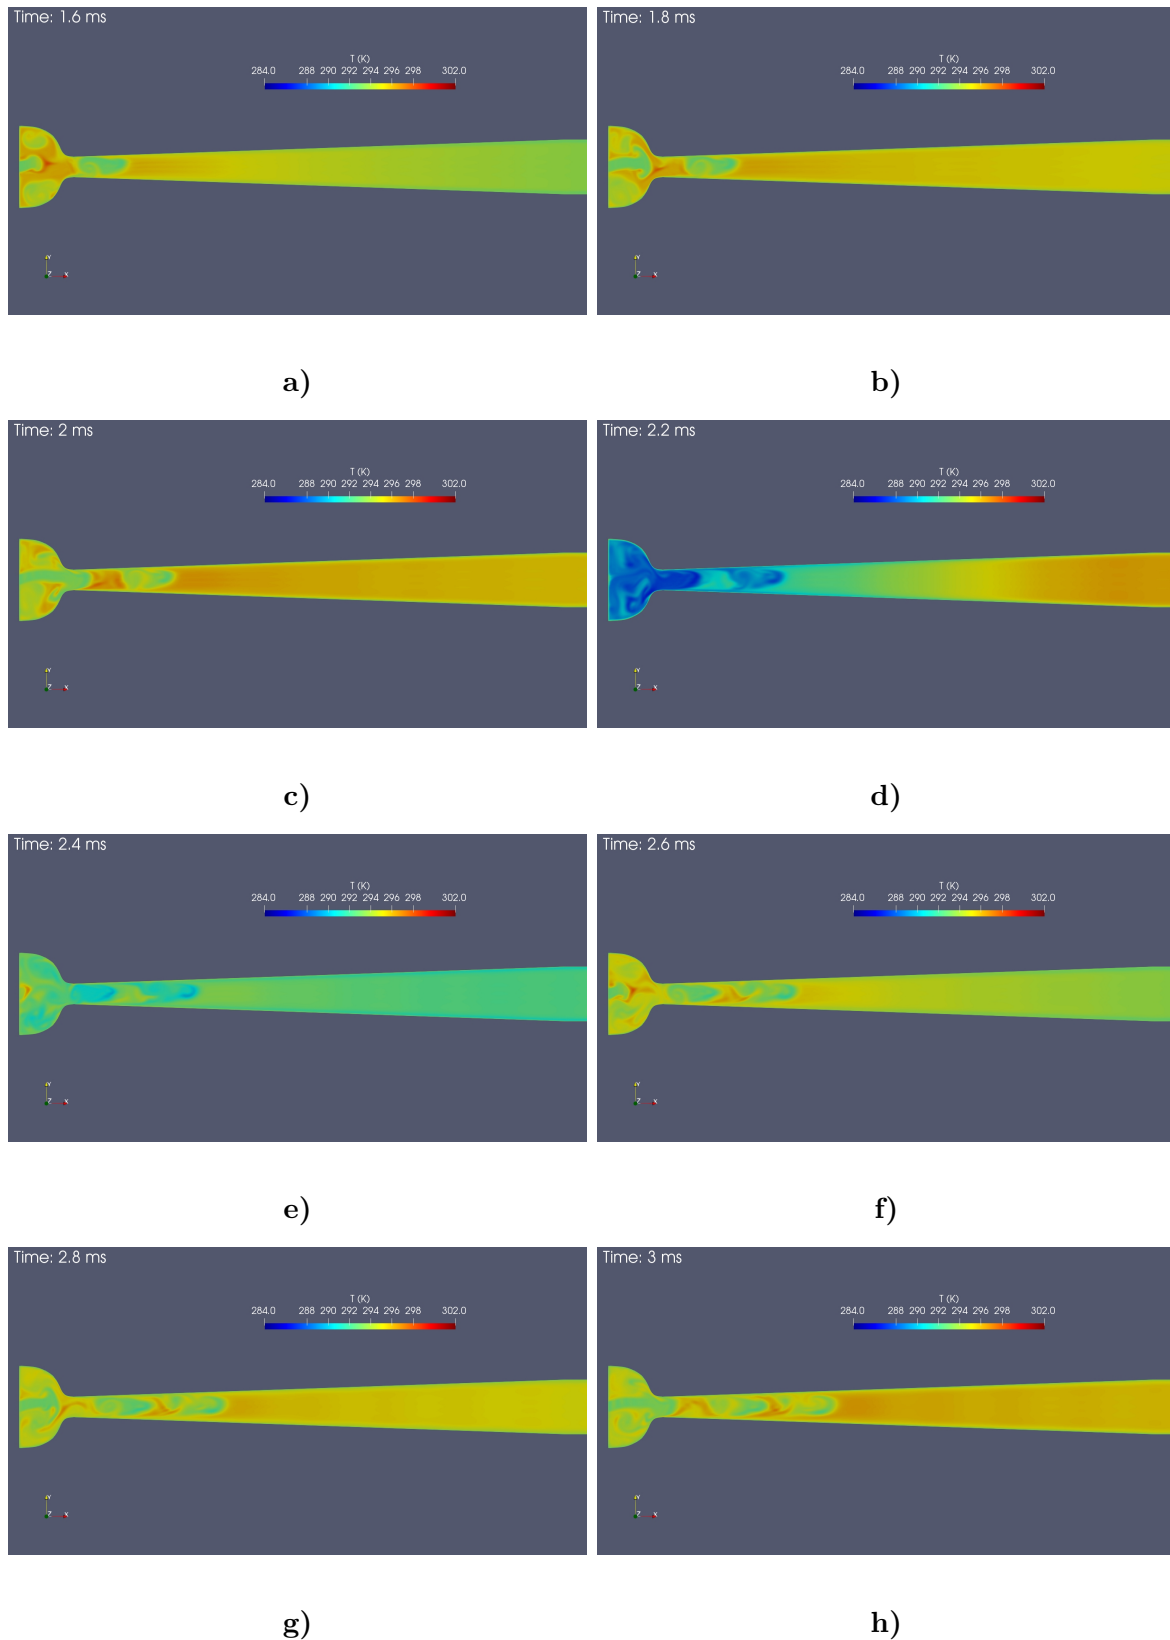 Time: 1.6 ms
T (K)
284.0 288 290 292 294 296 298 302.0
Y
Z X
a)
Time: 1.8 ms
T (K)
284.0 288 290 292 294 296 298 302.0
Y
Z X
b)
Time: 2 ms
T (K)
284.0 288 290 292 294 296 298 302.0
Y
Z X
c)
Time: 2.2 ms
T (K)
284.0 288 290 292 294 296 298 302.0
Y
Z X
d)
Time: 2.4 ms
T (K)
284.0 288 290 292 294 296 298 302.0
Y
Z X
e)
Time: 2.6 ms
T (K)
284.0 288 290 292 294 296 298 302.0
Y
Z X
f)
Time: 2.8 ms
T (K)
284.0 288 290 292 294 296 298 302.0
Y
Z X
g)
Time: 3 ms
T (K)
284.0 288 290 292 294 296 298 302.0
Y
Z X
h)